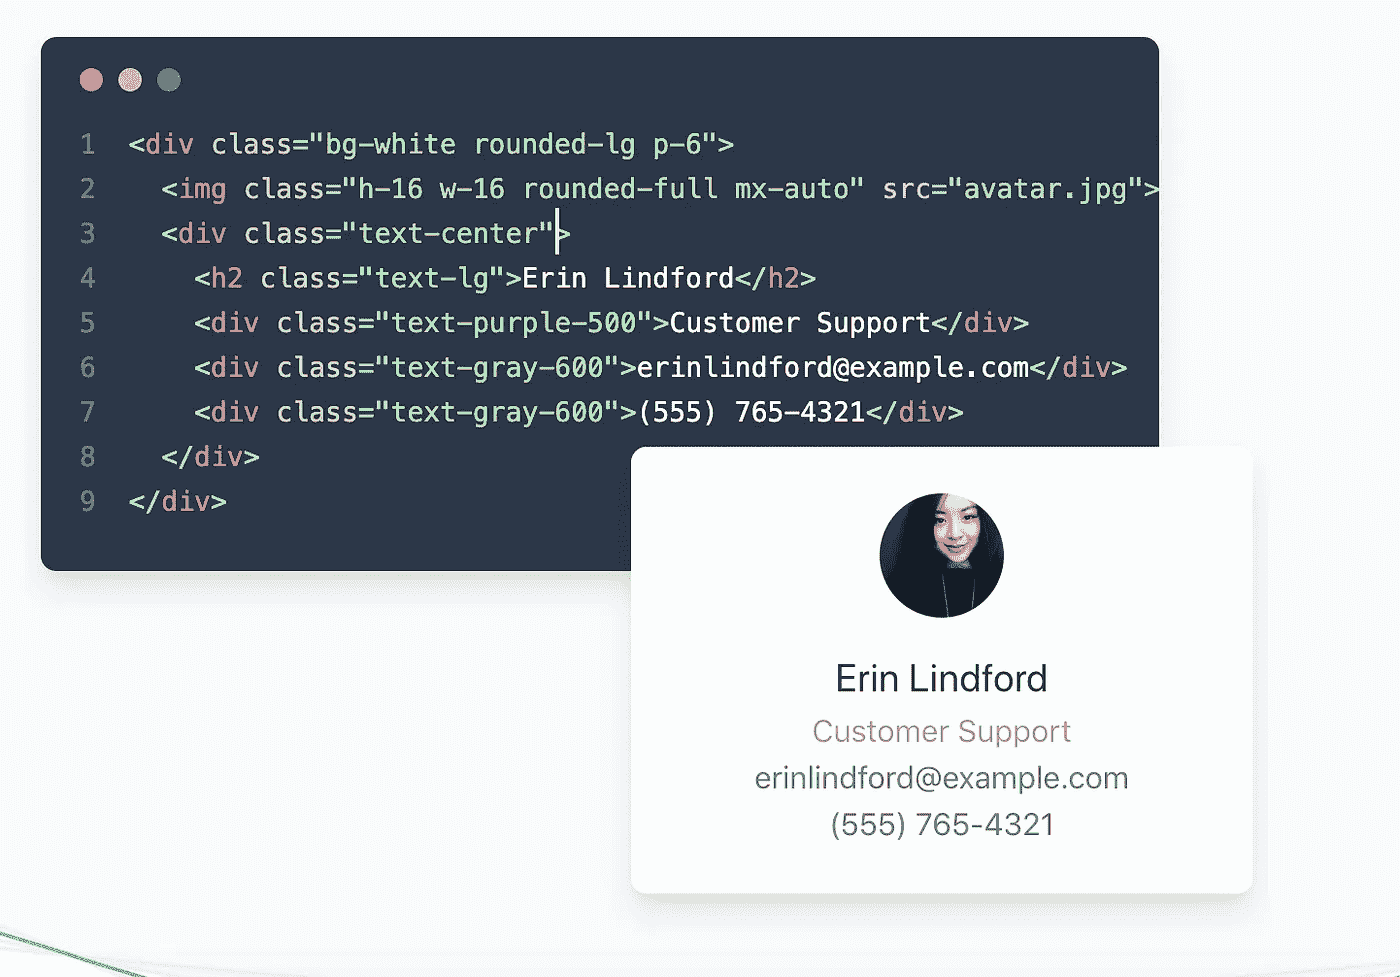 1 <div class="bg-white rounded-lg p-6">
2 <img class="h-16 w-16 rounded-full mx-auto" src="avatar.jpg">
3 <div class="text-center">
4 <h2 class="text-lg">Erin Lindford</h2>
5 <div class="text-purple-500">Customer Support</div>
6 <div class="text-gray-600">erinlindford@example.com</div>
7 <div class="text-gray-600">(555) 765-4321</div>
8 </div>
9 </div>
Erin Lindford
Customer Support
erinlindford@example.com
(555) 765-4321